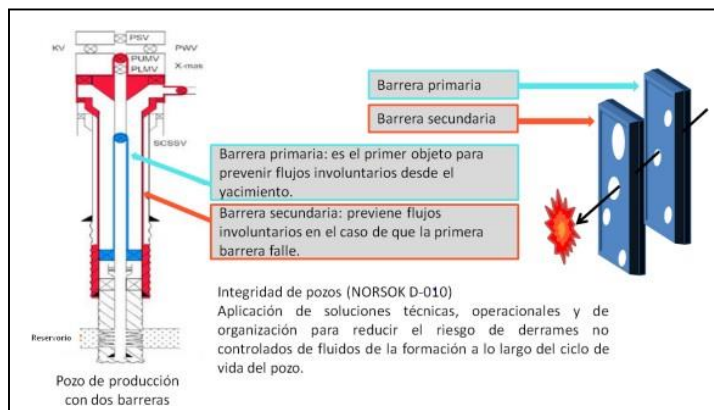 PSV
KV
PWV
PUMV
PLMV
X-mas
SCSSV
Barrera primaria
Barrera secundaria
Barrera primaria: es el primer objeto para
prevenir flujos involuntarios desde el
yacimiento.
Barrera secundaria: previene flujos
involuntarios en el caso de que la primera
barrera falle.
Integridad de pozos (NORSOK D-010)
Aplicación de soluciones técnicas, operacionales y de
organización para reducir el riesgo de derrames no
controlados de fluidos de la formación a lo largo del ciclo de
vida del pozo.
Reservorio
Pozo de producción
con dos barreras